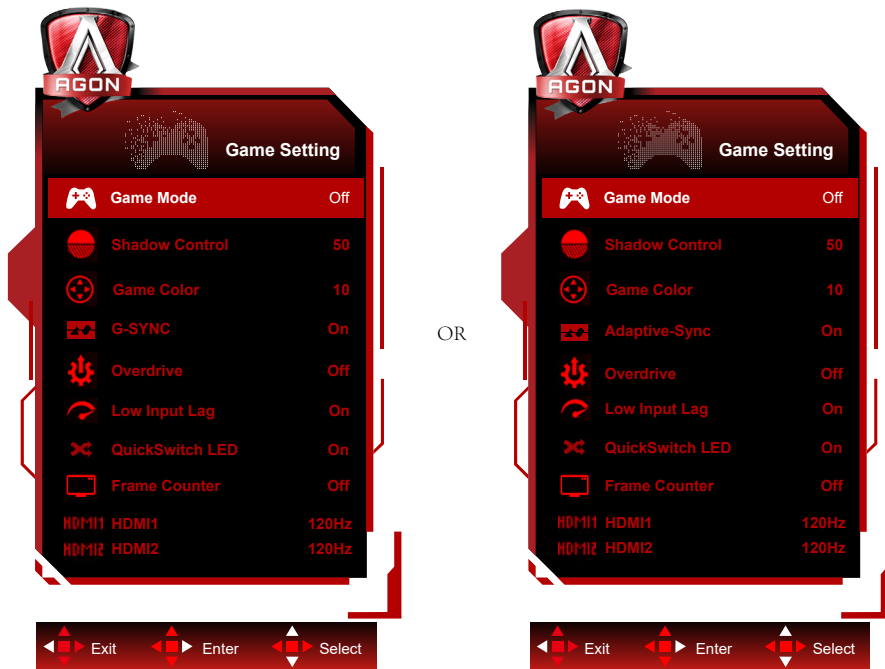 AGON
Game Setting
Game Mode Off
Shadow Control 50
Game Color 10
G-SYNC On
Overdrive Off
Low Input Lag On
QuickSwitch LED On
Frame Counter Off
HDMI1 HDMI1 120Hz
HDMI2 HDMI2 120Hz
Exit Enter Select
OR
AGON
Game Setting
Game Mode Off
Shadow Control 50
Game Color 10
Adaptive-Sync On
Overdrive Off
Low Input Lag On
QuickSwitch LED On
Frame Counter Off
HDMI1 HDMI1 120Hz
HDMI2 HDMI2 120Hz
Exit Enter Select